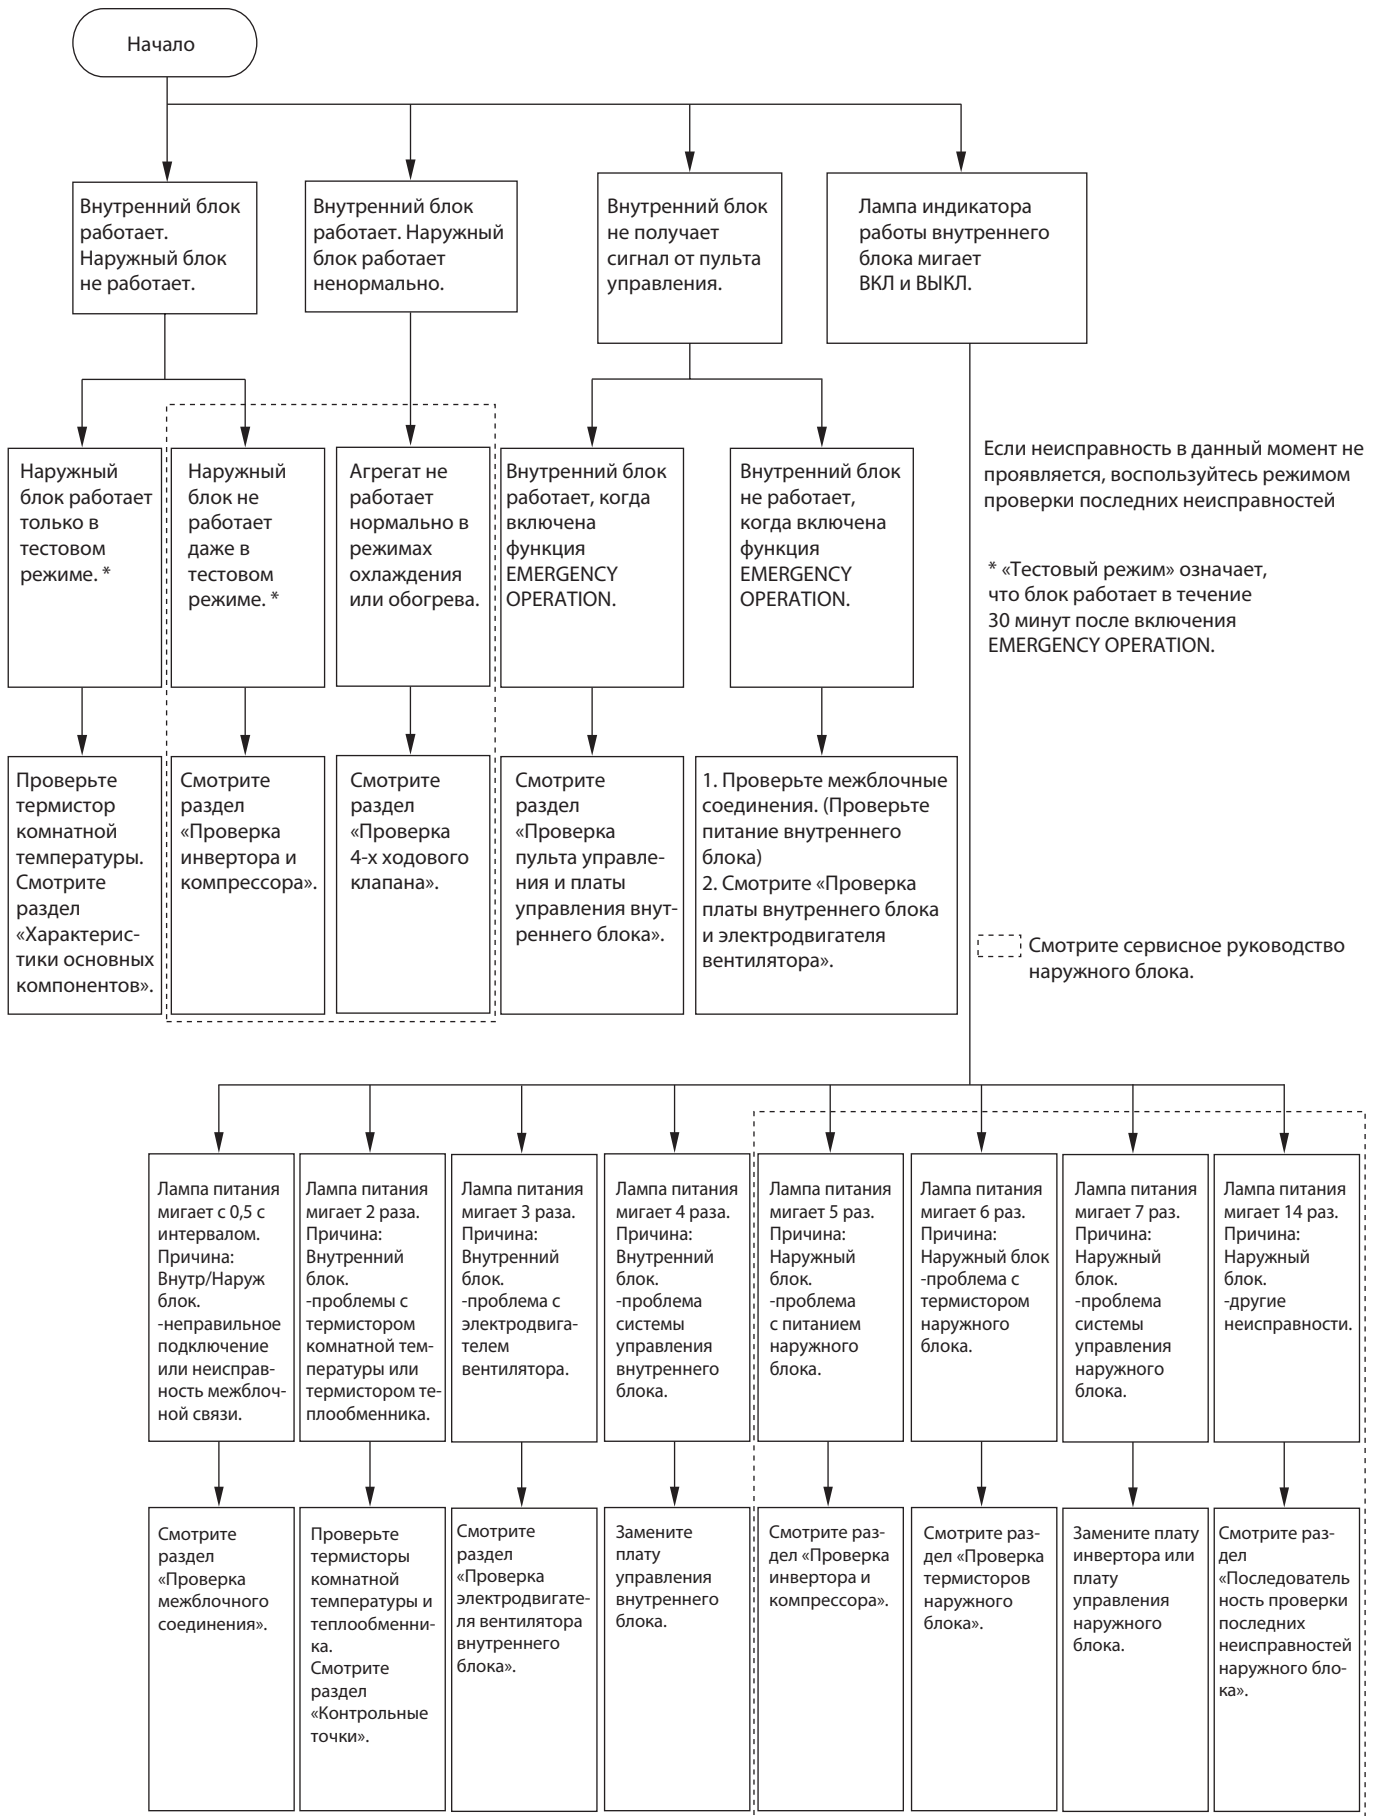 Начало
Внутренний блок
работает.
Наружный блок
не работает.
Внутренний блок
работает. Наружный
блок работает
ненормально.
Внутренний блок
не получает
сигнал от пульта
управления.
Лампа индикатора
работы внутреннего
блока мигает
ВКЛ и ВЫКЛ.
Наружный
блок работает
только в
тестовом
режиме. *
Наружный
блок не
работает
даже в
тестовом
режиме. *
Агрегат не
работает
нормально в
режимах
охлаждения
или обогрева.
Внутренний блок
работает, когда
включена
функция
EMERGENCY
OPERATION.
Внутренний блок
не работает,
когда включена
функция
EMERGENCY
OPERATION.
Если неисправность в данный момент не
проявляется, воспользуйтесь режимом
проверки последних неисправностей
* «Тестовый режим» означает,
что блок работает в течение
30 минут после включения
EMERGENCY OPERATION.
Проверьте
термистор
комнатной
температуры.
Смотрите
раздел
«Характерис-
тики основных
компонентов».
Смотрите
раздел
«Проверка
инвертора и
компрессора».
Смотрите
раздел
«Проверка
4-х ходового
клапана».
Смотрите
раздел
«Проверка
пульта управле-
ния и платы
управления внут-
реннего блока».
1. Проверьте межблочные
соединения. (Проверьте
питание внутреннего
блока)
2. Смотрите «Проверка
платы внутреннего блока
и электродвигателя
вентилятора».
Смотрите сервисное руководство
наружного блока.
Лампа питания
мигает с 0,5 с
интервалом.
Причина:
Внутр/Наруж
блок.
-неправильное
подключение
или неисправ-
ность межблоч-
ной связи.
Лампа питания
мигает 2 раза.
Причина:
Внутренний
блок.
-проблемы с
термистором
комнатной тем-
пературы или
термистором те-
плообменника.
Лампа питания
мигает 3 раза.
Причина:
Внутренний
блок.
-проблема с
электродвига-
телем
вентилятора.
Лампа питания
мигает 4 раза.
Причина:
Внутренний
блок.
-проблема
системы
управления
внутреннего
блока.
Лампа питания
мигает 5 раз.
Причина:
Наружный
блок.
-проблема
с питанием
наружного
блока.
Лампа питания
мигает 6 раз.
Причина:
Наружный блок
-проблема с
термистором
наружного
блока.
Лампа питания
мигает 7 раз.
Причина:
Наружный
блок.
-проблема
системы
управления
наружного
блока.
Лампа питания
мигает 14 раз.
Причина:
Наружный
блок.
-другие
неисправности.
Смотрите
раздел
«Проверка
межблочного
соединения».
Проверьте
термисторы
комнатной
температуры и
теплообменни-
ка.
Смотрите
раздел
«Контрольные
точки».
Смотрите
раздел
«Проверка
электродвигате-
ля вентилятора
внутреннего
блока».
Замените
плату
управления
внутреннего
блока.
Смотрите раз-
дел «Проверка
инвертора и
компрессора».
Смотрите раз-
дел «Проверка
термисторов
наружного
блока».
Замените плату
инвертора или
плату
управления
наружного
блока.
Смотрите раз-
дел
«Последователь
ность проверки
последних
неисправностей
наружного бло-
ка».